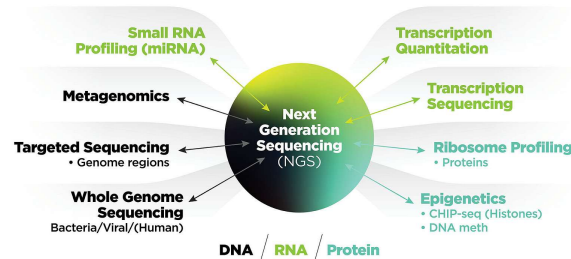 Small RNA
Profiling (miRNA)
Metagenomics
Targeted Sequencing
• Genome regions
Whole Genome
Sequencing
Bacteria/Viral/(Human)
Next
Generation
Sequencing
(NGS)
Transcription
Quantitation
Transcription
Sequencing
Ribosome Profiling
• Proteins
Epigenetics
• CHIP-seq (Histones)
• DNA meth
DNA / RNA / Protein